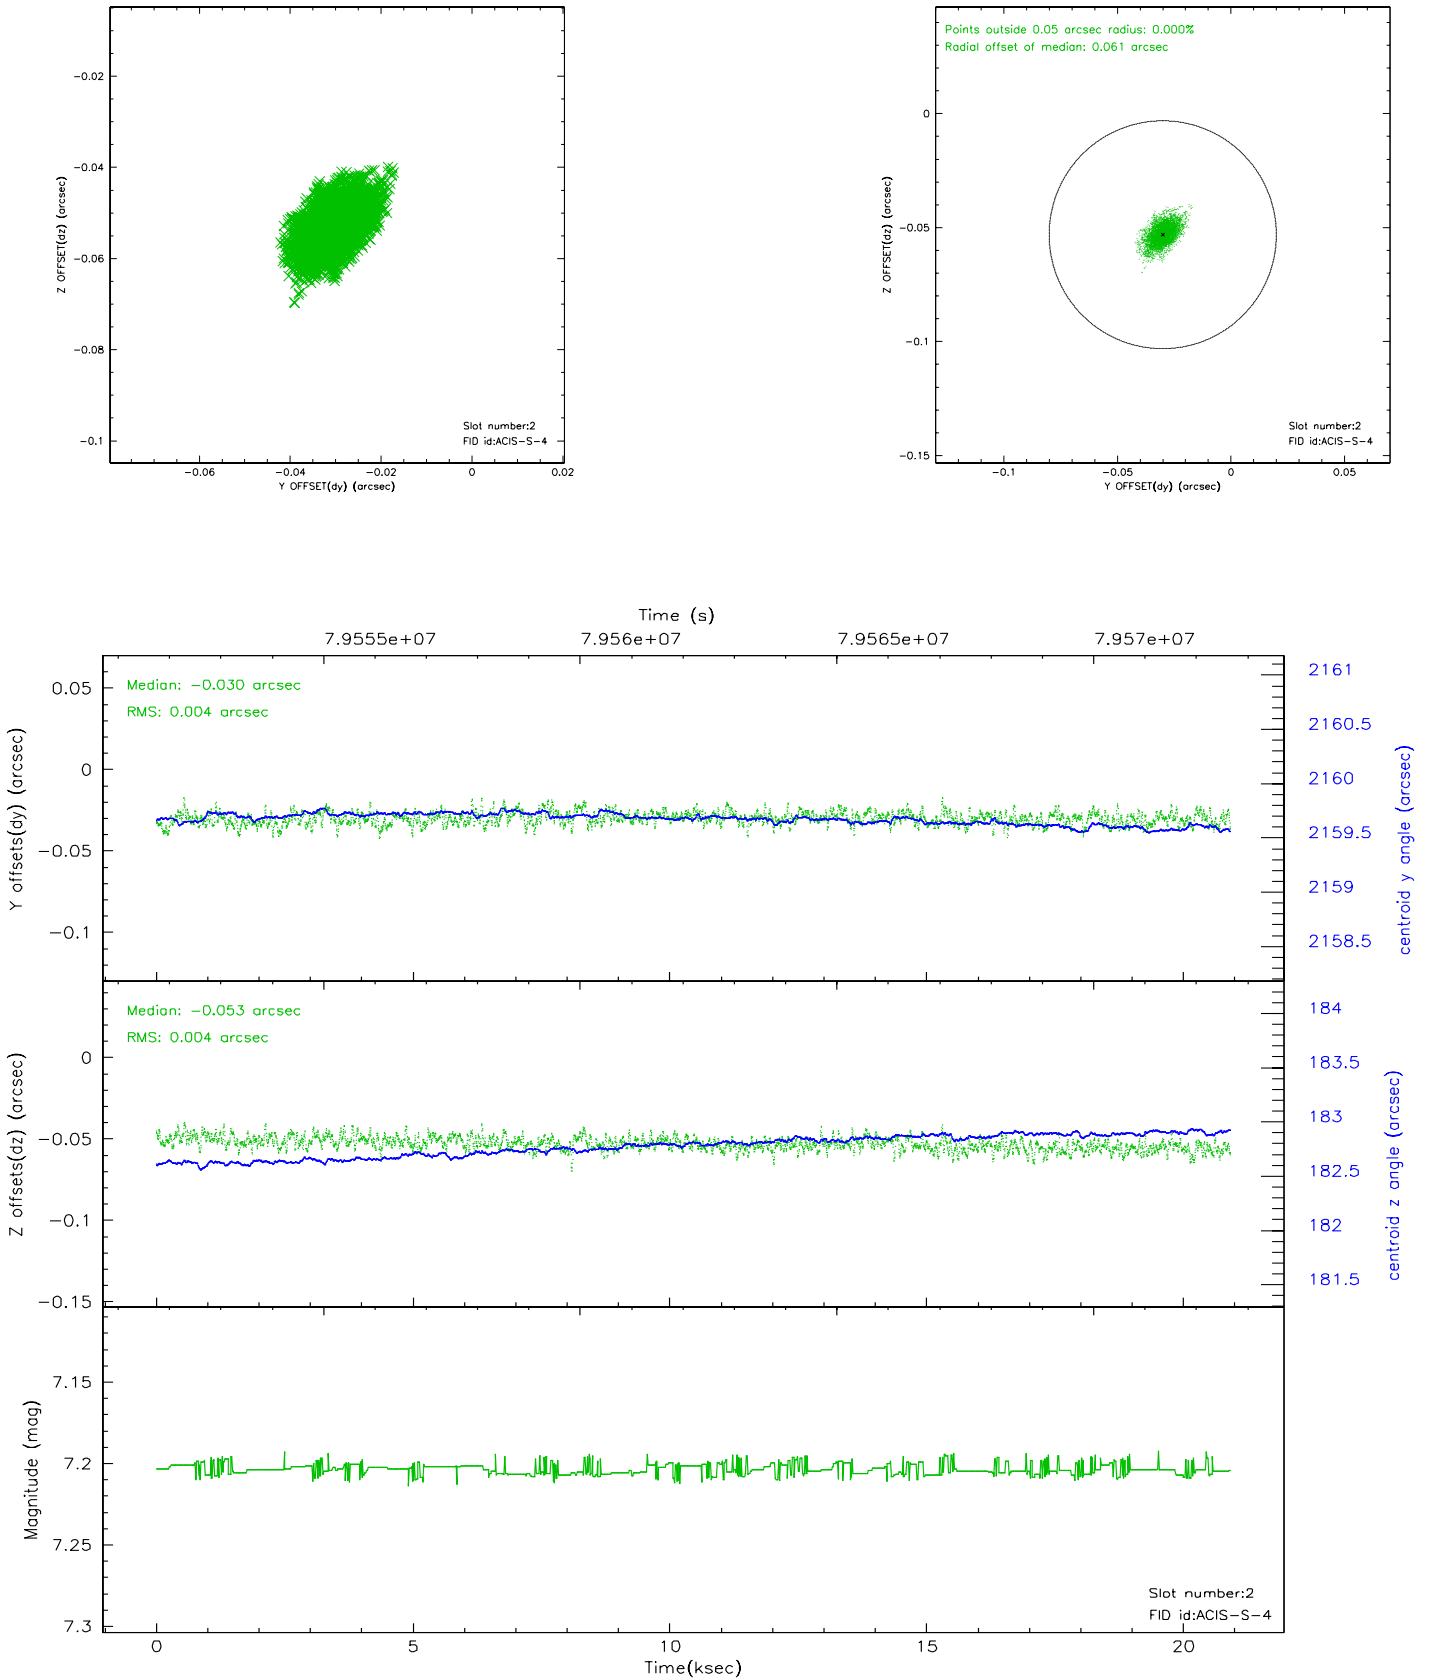 −0.02
−0.04
−0.06
−0.08
−0.1
Z OFFSET(dz) (arcsec)
Slot number:2
FID id:ACIS−S−4
−0.06
−0.04
−0.02
0
0.02
Y OFFSET(dy) (arcsec)
Points outside 0.05 arcsec radius: 0.000%
Radial offset of median: 0.061 arcsec
0
−0.05
−0.1
−0.15
Z OFFSET(dz) (arcsec)
Slot number:2
FID id:ACIS−S−4
−0.1
−0.05
0
0.05
Y OFFSET(dy) (arcsec)
Time (s)
7.9555e+07
7.956e+07
7.9565e+07
7.957e+07
Median: −0.030 arcsec
RMS: 0.004 arcsec
0.05
0
−0.05
−0.1
Y offsets(dy) (arcsec)
2161
2160.5
2160
2159.5
2159
2158.5
centroid y angle (arcsec)
Median: −0.053 arcsec
RMS: 0.004 arcsec
0
−0.05
−0.1
−0.15
Z offsets(dz) (arcsec)
184
183.5
183
182.5
182
181.5
centroid z angle (arcsec)
7.15
7.2
7.25
7.3
Magnitude (mag)
Slot number:2
FID id:ACIS−S−4
0
5
10
15
20
Time(ksec)